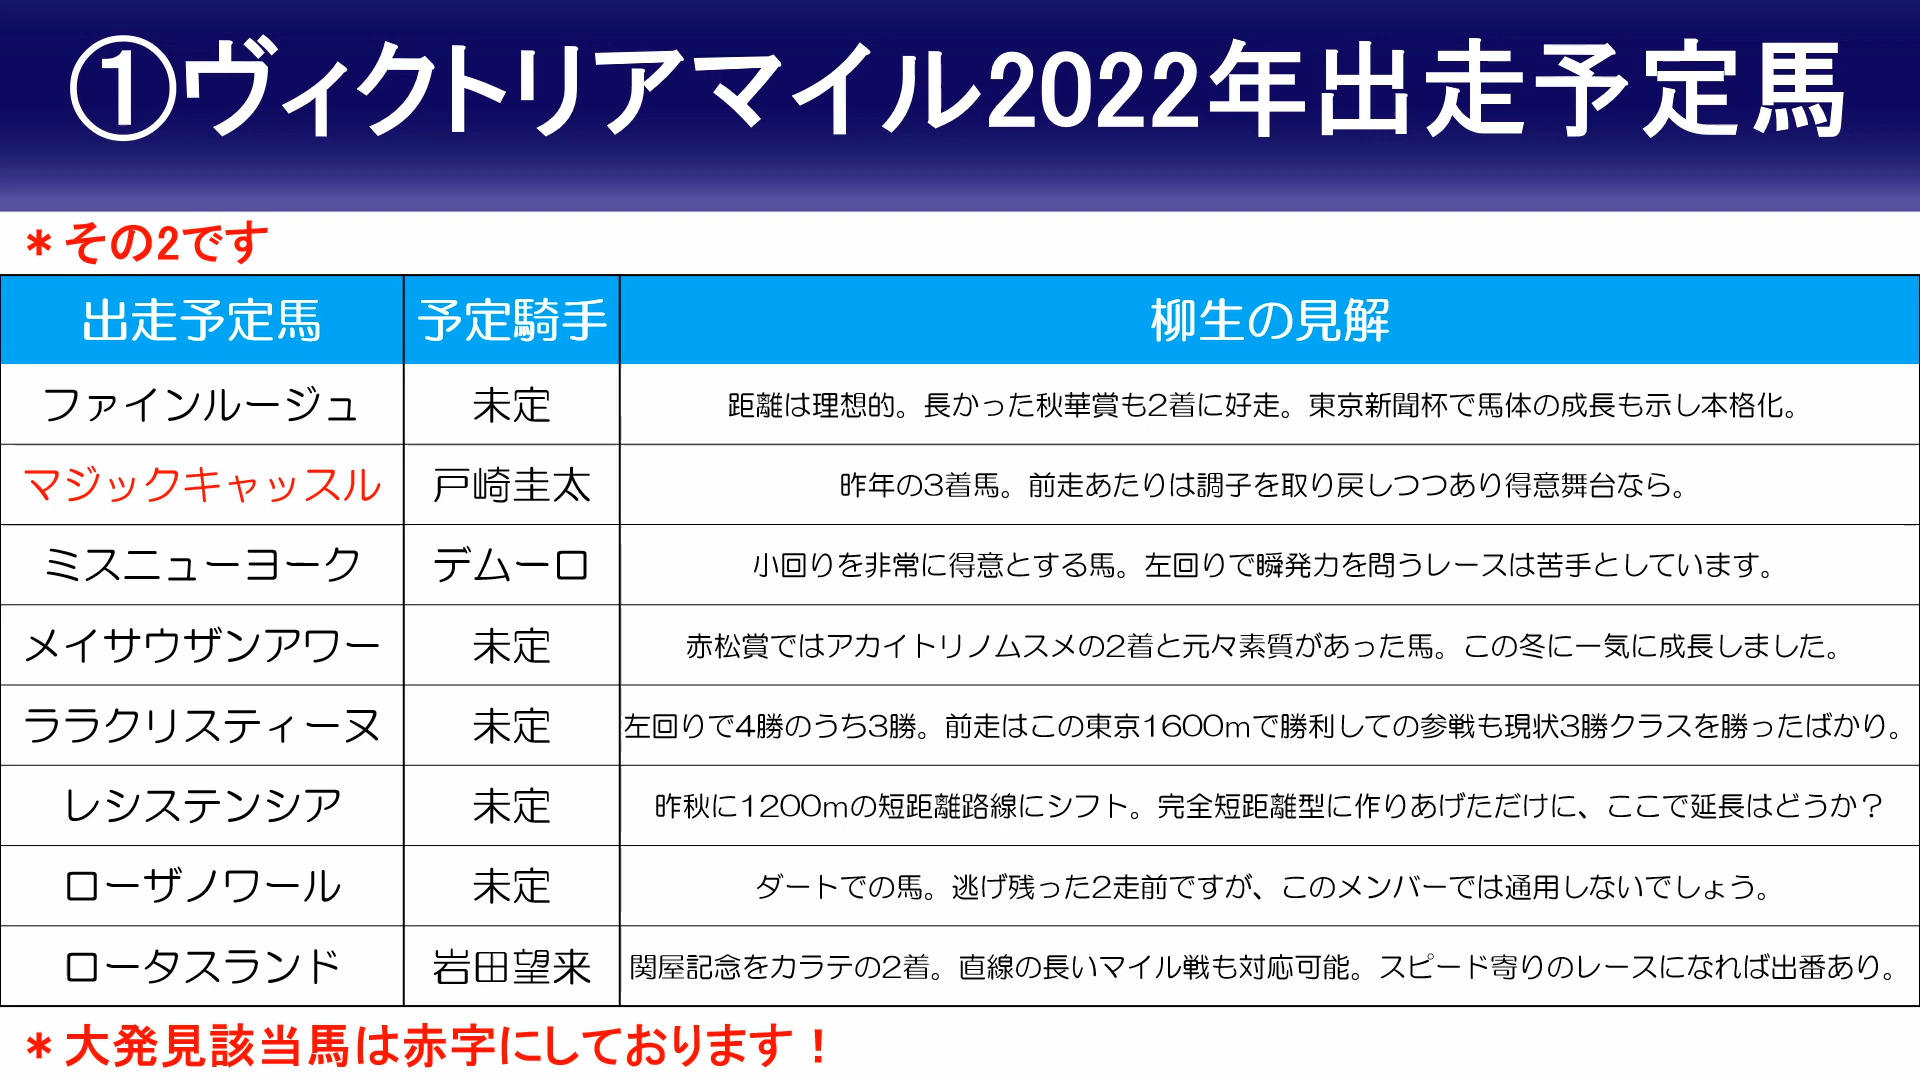 ①ヴィクトリアマイル2022年出走予定馬
＊その2です
出走予定馬 予定騎手 柳生の見解
ファインルージュ 未定 距離は理想的。長かった秋華賞も2着に好走。東京新聞杯で馬体の成長も示し本格化。
マジックキャッスル 戸崎圭太 昨年の3着馬。前走あたりは調子を取り戻しつつあり得意舞台なら。
ミスニューヨーク デムーロ 小回りを非常に得意とする馬。左回りで瞬発力を問うレースは苦手としています。
メイサウザンアワー 未定 赤松賞ではアカイトリノムスメの2着と元々素質があった馬。この冬に一気に成長しました。
ララクリスティーヌ 未定 左回りで4勝のうち3勝。前走はこの東京1600mで勝利しての参戦も現状3勝クラスを勝ったばかり。
レシステンシア 未定 昨秋に1200mの短距離路線にシフト。完全短距離型に作りあげただけに、ここで延長はどうか？
ローザノワール 未定 ダートでの馬。逃げ残った2走前ですが、このメンバーでは通用しないでしょう。
ロータスランド 岩田望来 関屋記念をカラテの2着。直線の長いマイル戦も対応可能。スピード寄りのレースになれば出番あり。
＊大発見該当馬は赤字にしております！